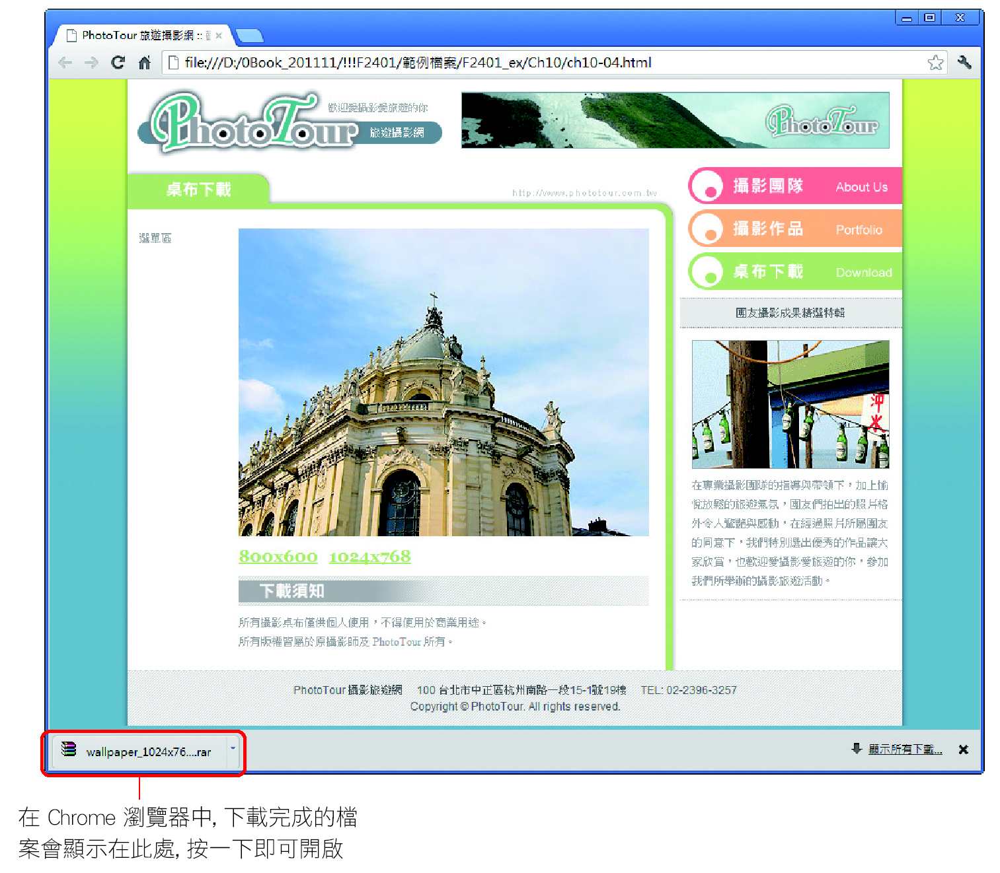 PhotoTour 旅遊攝影網 ::
file:///D:/0Book_201111/!!!F2401/範例檔案/F2401_ex/Ch10/ch10-04.html
PhotoTour
歡迎愛攝影愛旅遊的你
旅遊攝影網
PhotoTour
桌布下載
http://www.phototour.com.tw
攝影團隊 About Us
攝影作品 Portfolio
桌布下載 Download
選單區
團友攝影成果精選特輯
沖
在專業攝影團隊的指導與帶領下，加上愉
悅放鬆的旅遊氣氛，團友們拍出的照片格
外令人驚艷與感動，在經過照片所屬團友
的同意下，我們特別選出優秀的作品讓大
家欣賞，也歡迎愛攝影愛旅遊的你，參加
我們所舉辦的攝影旅遊活動。
800x600 1024x768
下載須知
所有攝影桌布僅供個人使用，不得使用於商業用途。
所有版權皆屬於原攝影師及 PhotoTour 所有。
PhotoTour 攝影旅遊網 100 台北市中正區杭州南路一段15-1號19樓 TEL: 02-2396-3257
Copyright © PhotoTour. All rights reserved.
wallpaper_1024x76....rar
顯示所有下載...
在 Chrome 瀏覽器中, 下載完成的檔
案會顯示在此處, 按一下即可開啟